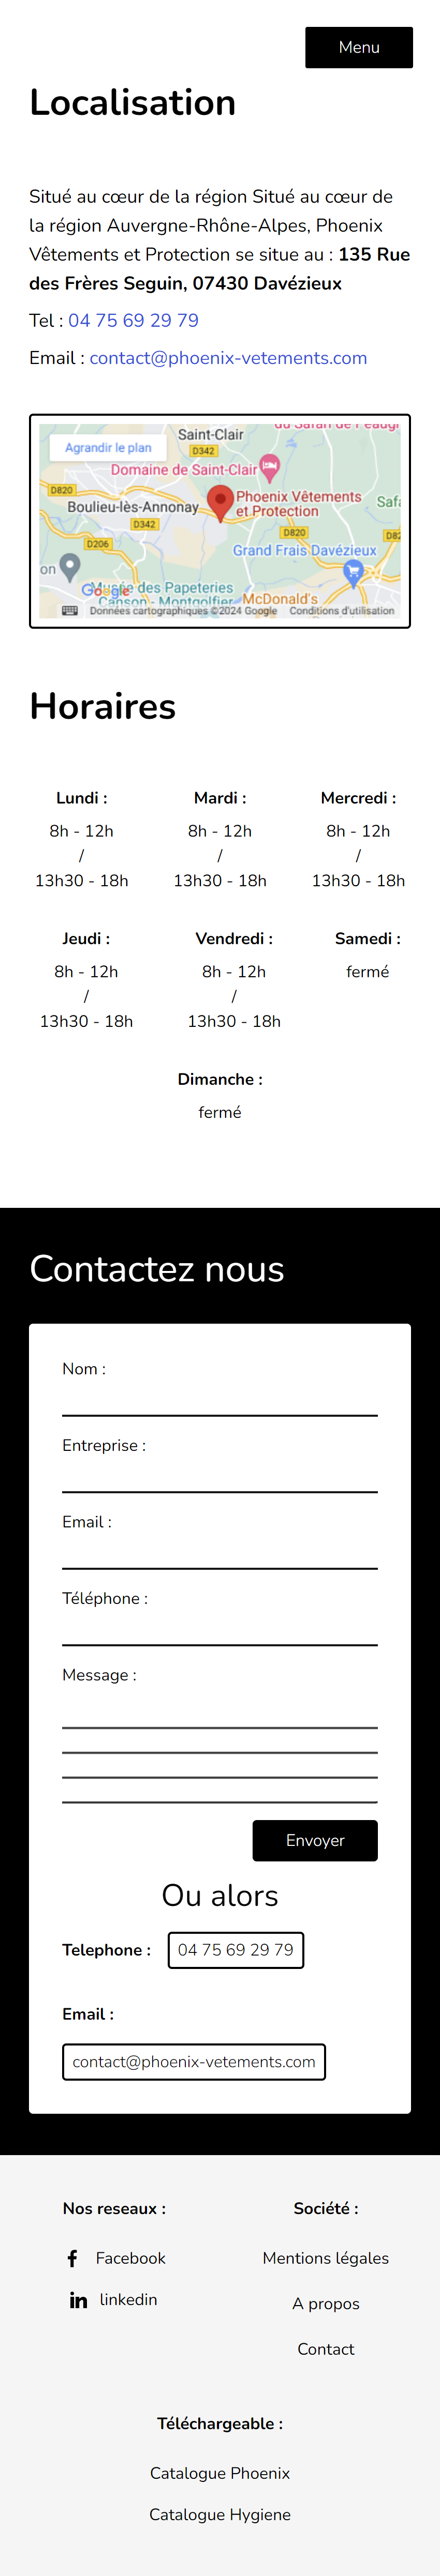 Menu
Localisation
Situé au cœur de la région Situé au cœur de
la région Auvergne-Rhône-Alpes, Phoenix
Vêtements et Protection se situe au : 135 Rue
des Frères Seguin, 07430 Davézieux
Tel : 04 75 69 29 79
Email : contact@phoenix-vetements.com
Agrandir le plan
Saint-Clair
D342
Domaine de Saint-Clair
D820
Phoenix Vêtements
et Protection
Boulieu-lès-Annonay
D342
D820
D206
Grand Frais Davézieux
Musée des Papeteries
Canson - Montgolfier
McDonald's
Google
Données cartographiques ©2024 Google
Conditions d'utilisation
Horaires
Lundi :
8h - 12h
/
13h30 - 18h
Mardi :
8h - 12h
/
13h30 - 18h
Mercredi :
8h - 12h
/
13h30 - 18h
Jeudi :
8h - 12h
/
13h30 - 18h
Vendredi :
8h - 12h
/
13h30 - 18h
Samedi :
fermé
Dimanche :
fermé
Contactez nous
Nom :
Entreprise :
Email :
Téléphone :
Message :
Envoyer
Ou alors
Telephone : 04 75 69 29 79
Email :
contact@phoenix-vetements.com
Nos reseaux :
Facebook
linkedin
Société :
Mentions légales
A propos
Contact
Téléchargeable :
Catalogue Phoenix
Catalogue Hygiene